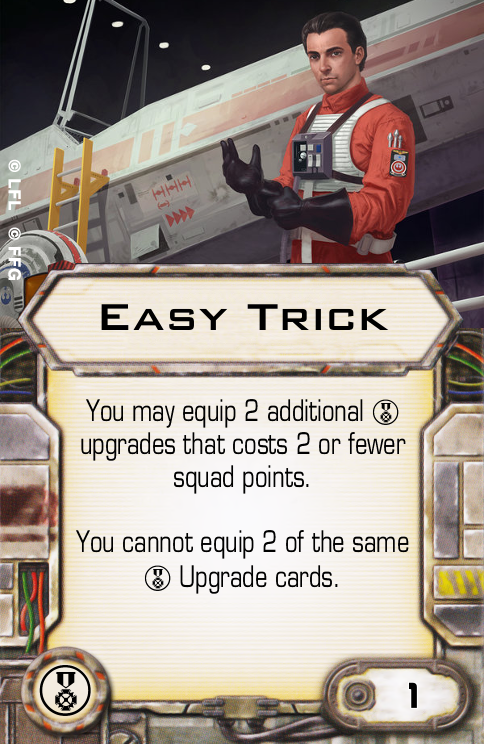 © LFL © FFG
Easy Trick
You may equip 2 additional
upgrades that costs 2 or fewer
squad points.
You cannot equip 2 of the same
Upgrade cards.
1